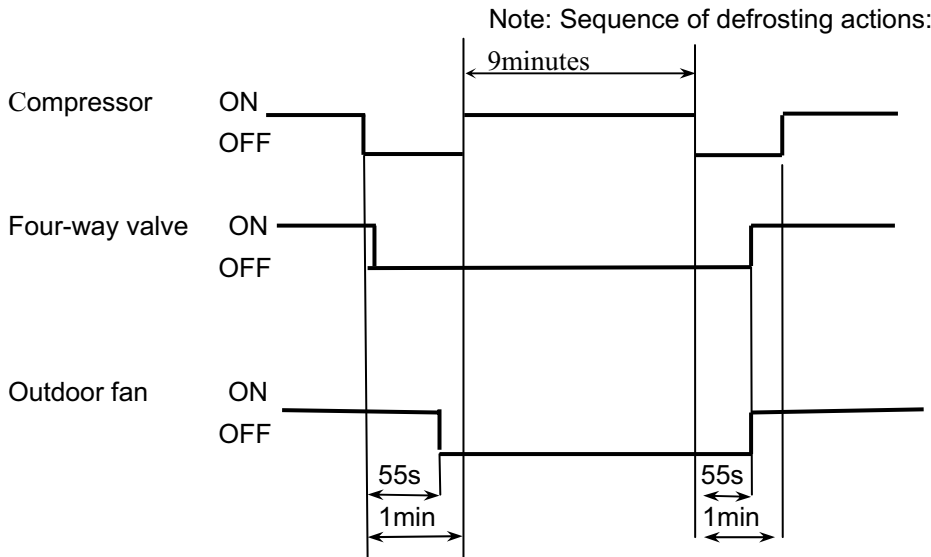 Note: Sequence of defrosting actions:
9minutes
Compressor ON
OFF
Four-way valve ON
OFF
Outdoor fan ON
OFF
55s 55s
1min 1min